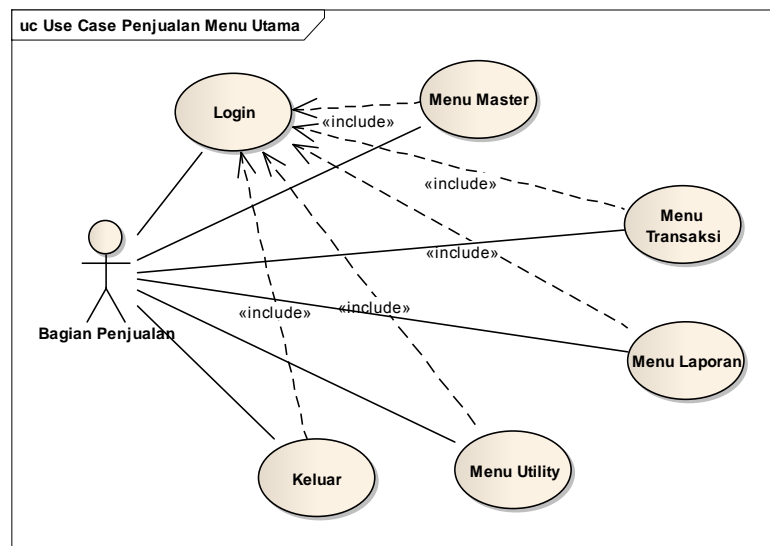 uc Use Case Penjualan Menu Utama
Login
Menu Master
«include»
«include»
Menu
Transaksi
«include»
Bagian Penjualan
«include»
«include»
Menu Laporan
Keluar
Menu Utility